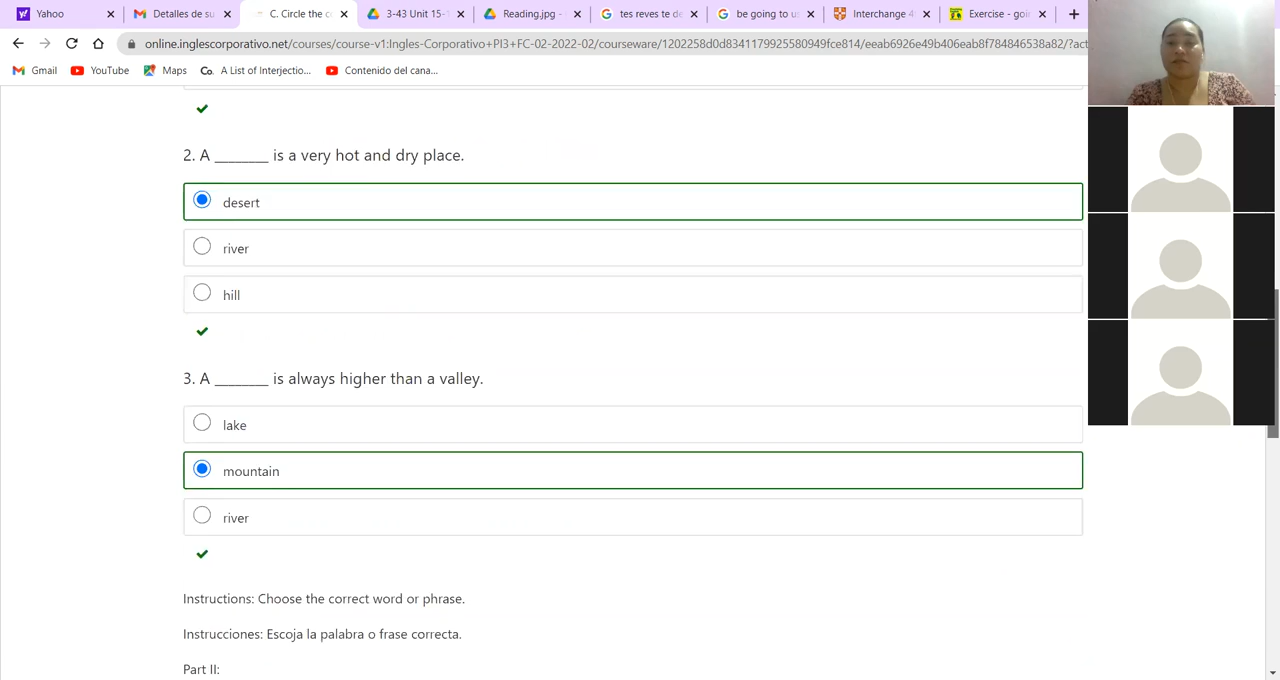 Yahoo
Detalles de su
C. Circle the c
3-43 Unit 15-
Reading.jpg -
tes reves te de
be going to us
Interchange 4
Exercise - goin
online.inglescorporativo.net/courses/course-v1:Ingles-Corporativo+PI3+FC-02-2022-02/courseware/1202258d0d8341179925580949fce814/eeab6926e49b406eab8f784846538a82/?act
Gmail
YouTube
Maps
Co. A List of Interjectio...
Contenido del cana...
2. A ________ is a very hot and dry place.
desert
river
hill
3. A ________ is always higher than a valley.
lake
mountain
river
Instructions: Choose the correct word or phrase.
Instrucciones: Escoja la palabra o frase correcta.
Part II: